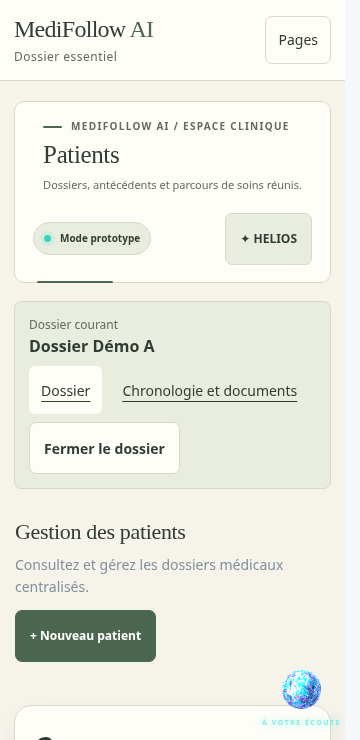 MediFollow AI
Dossier essentiel
Pages
MEDIFOLLOW AI / ESPACE CLINIQUE
Patients
Dossiers, antécédents et parcours de soins réunis.
Mode prototype
✦ HELIOS
Dossier courant
Dossier Démo A
Dossier
Chronologie et documents
Fermer le dossier
Gestion des patients
Consultez et gérez les dossiers médicaux
centralisés.
+ Nouveau patient
À VOTRE ÉCOUTE